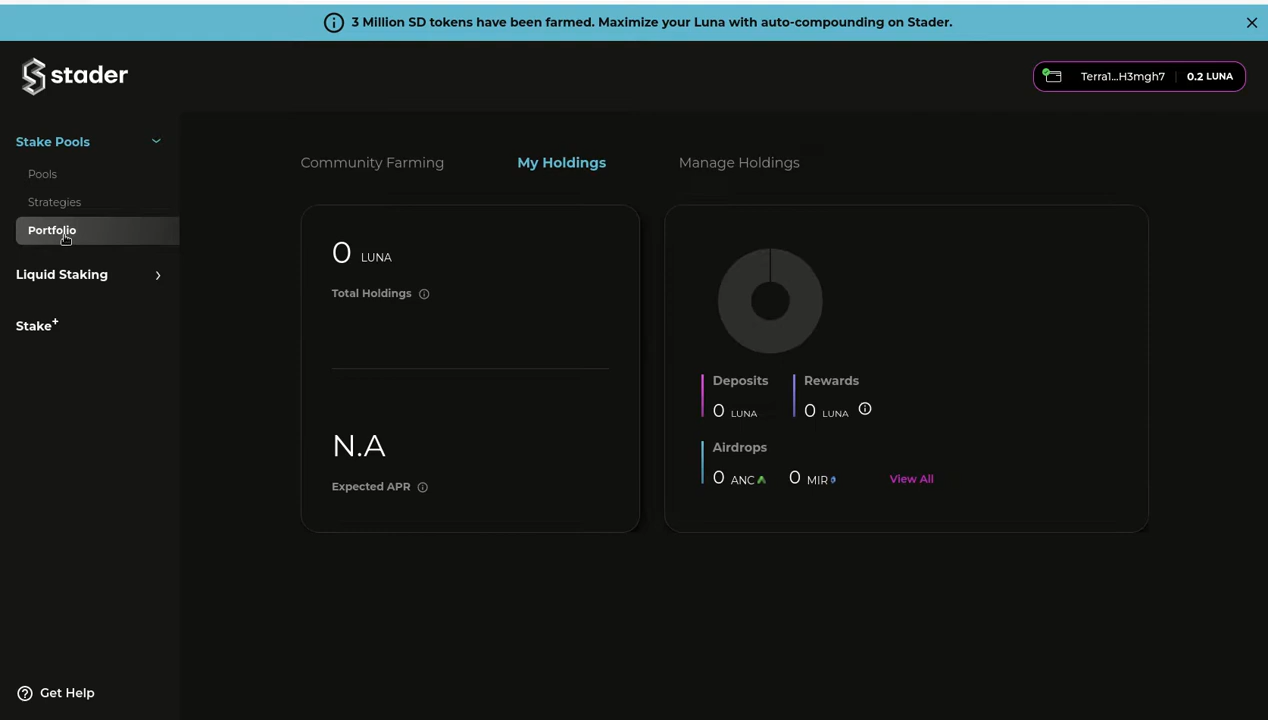 3 Million SD tokens have been farmed. Maximize your Luna with auto-compounding on Stader.
stader
Terra1...H3mgh7 0.2 LUNA
Stake Pools
Pools
Strategies
Portfolio
Liquid Staking
Stake+
Get Help
Community Farming My Holdings Manage Holdings
0 LUNA
Total Holdings
N.A
Expected APR
Deposits Rewards
0 LUNA 0 LUNA
Airdrops
0 ANC 0 MIR View All